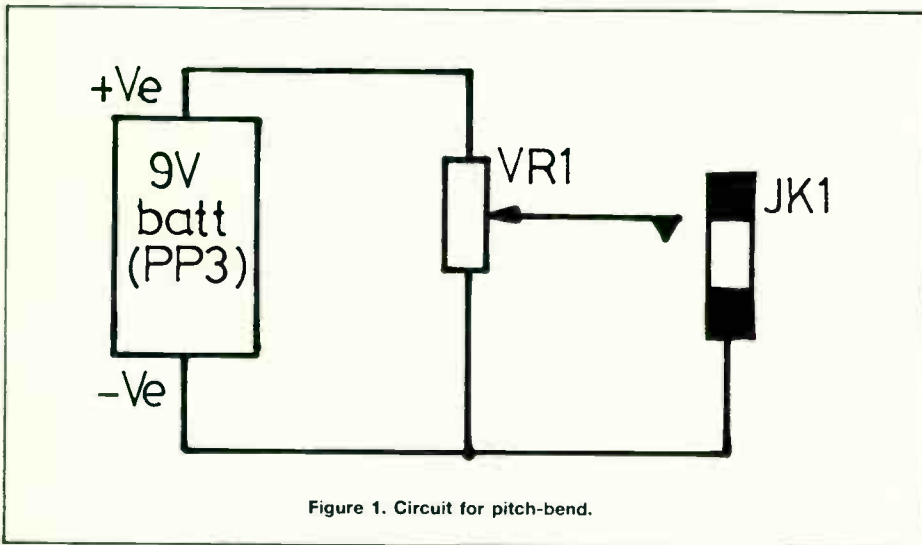 +Ve
9V
batt
(PP3)
-Ve
VR1
JK1
Figure 1. Circuit for pitch-bend.